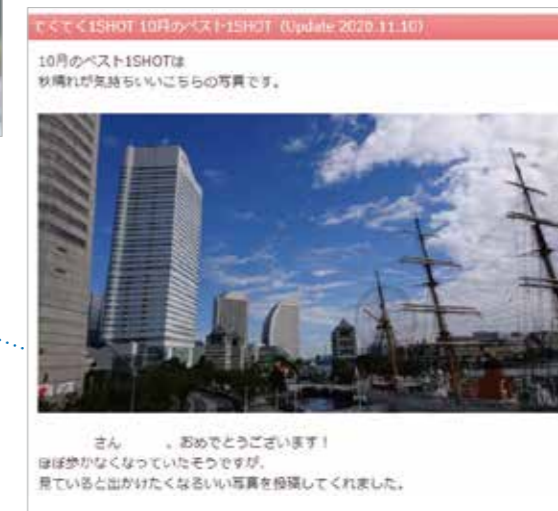 てくてく1SHOT 10月のベスト1SHOT (Update 2020.11.10)
10月のベスト1SHOTは
秋晴れが気持ちいいこちらの写真です。
さん　　、おめでとうございます！
ほぼ歩かなくなっていたそうですが、
見ていると出かけたくなるいい写真を投稿してくれました。